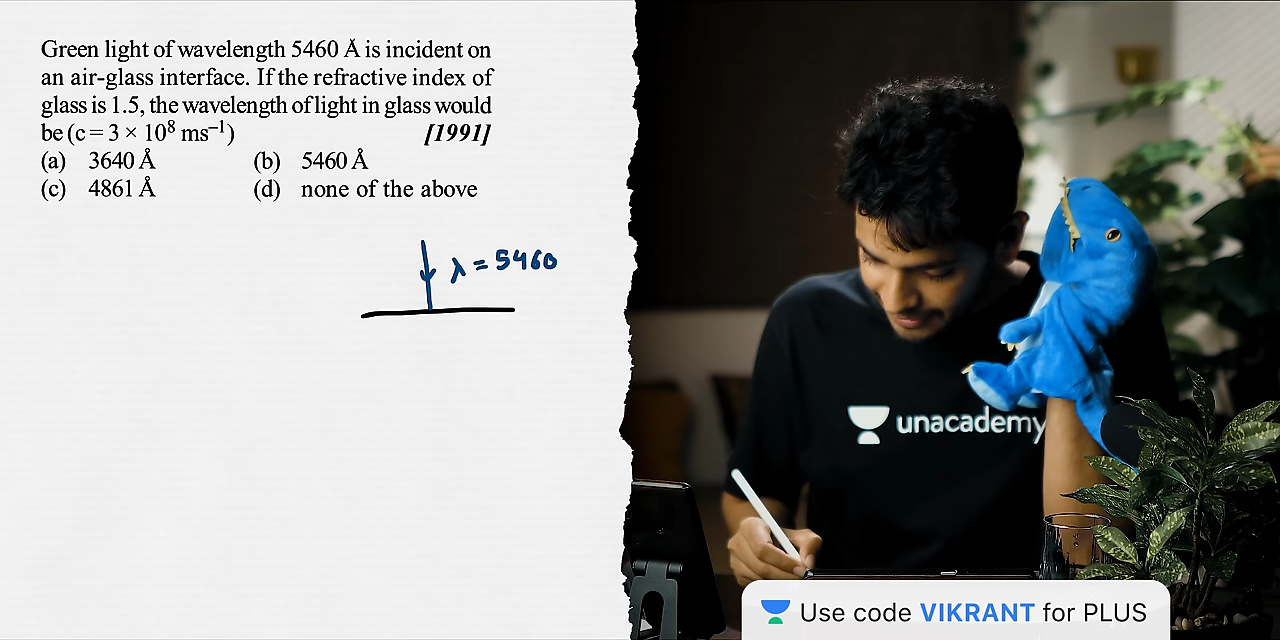 Green light of wavelength 5460 Å is incident on
an air-glass interface. If the refractive index of
glass is 1.5, the wavelength of light in glass would
be (c = 3 × 10⁸ ms⁻¹) [1991]
(a) 3640 Å (b) 5460 Å
(c) 4861 Å (d) none of the above
λ = 5460
unacademy
Use code VIKRANT for PLUS